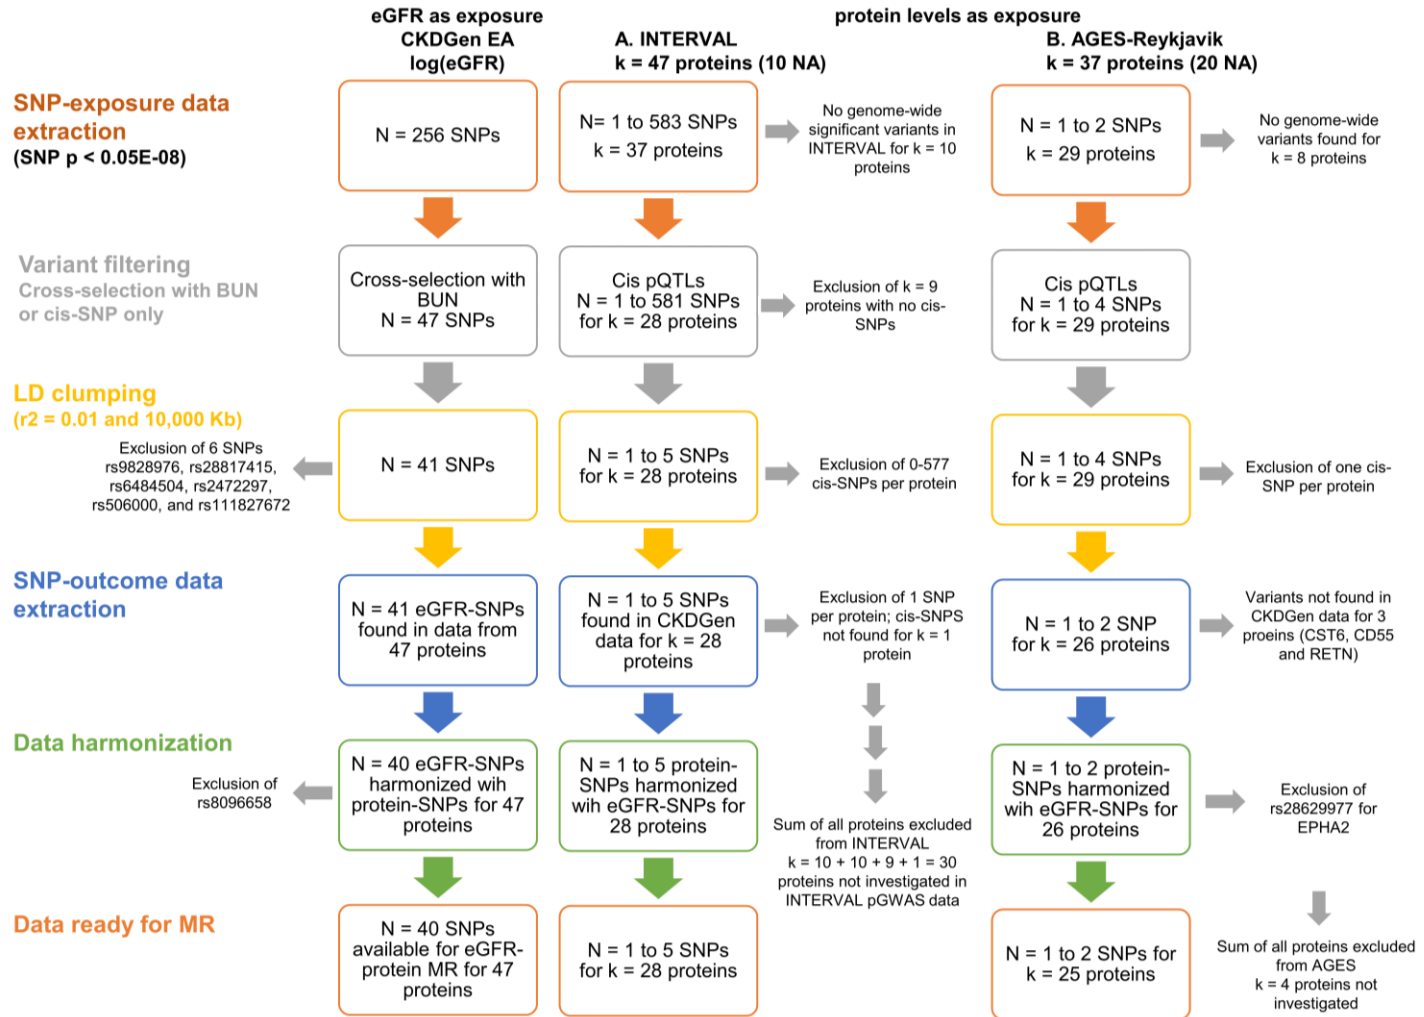 eGFR as exposure
CKDGen EA
log(eGFR)
protein levels as exposure
A. INTERVAL
k = 47 proteins (10 NA)
B. AGES-Reykjavik
k = 37 proteins (20 NA)
SNP-exposure data
extraction
(SNP p < 0.05E-08)
N = 256 SNPs
N= 1 to 583 SNPs
k = 37 proteins
No genome-wide
significant variants in
INTERVAL for k = 10
proteins
N = 1 to 2 SNPs
k = 29 proteins
No genome-wide
variants found for
k = 8 proteins
Variant filtering
Cross-selection with BUN
or cis-SNP only
Cross-selection with
BUN
N = 47 SNPs
Cis pQTLs
N = 1 to 581 SNPs
for k = 28 proteins
Exclusion of k = 9
proteins with no cis-
SNPs
Cis pQTLs
N = 1 to 4 SNPs
for k = 29 proteins
LD clumping
(r2 = 0.01 and 10,000 Kb)
Exclusion of 6 SNPs
rs9828976, rs28817415,
rs6484504, rs2472297,
rs506000, and rs111827672
N = 41 SNPs
N = 1 to 5 SNPs
for k = 28 proteins
Exclusion of 0-577
cis-SNPs per protein
N = 1 to 4 SNPs
for k = 29 proteins
Exclusion of one cis-
SNP per protein
SNP-outcome data
extraction
N = 41 eGFR-SNPs
found in data from
47 proteins
N = 1 to 5 SNPs
found in CKDGen
data for k = 28
proteins
Exclusion of 1 SNP
per protein; cis-SNPS
not found for k = 1
protein
N = 1 to 2 SNP
for k = 26 proteins
Variants not found in
CKDGen data for 3
proeins (CST6, CD55
and RETN)
Data harmonization
Exclusion of
rs8096658
N = 40 eGFR-SNPs
harmonized wih
protein-SNPs for 47
proteins
N = 1 to 5 protein-
SNPs harmonized
wih eGFR-SNPs for
28 proteins
Sum of all proteins excluded
from INTERVAL
k = 10 + 10 + 9 + 1 = 30
proteins not investigated in
INTERVAL pGWAS data
N = 1 to 2 protein-
SNPs harmonized
wih eGFR-SNPs for
26 proteins
Exclusion of
rs28629977 for
EPHA2
Data ready for MR
N = 40 SNPs
available for eGFR-
protein MR for 47
proteins
N = 1 to 5 SNPs
for k = 28 proteins
N = 1 to 2 SNPs for
k = 25 proteins
Sum of all proteins excluded
from AGES
k = 4 proteins not
investigated